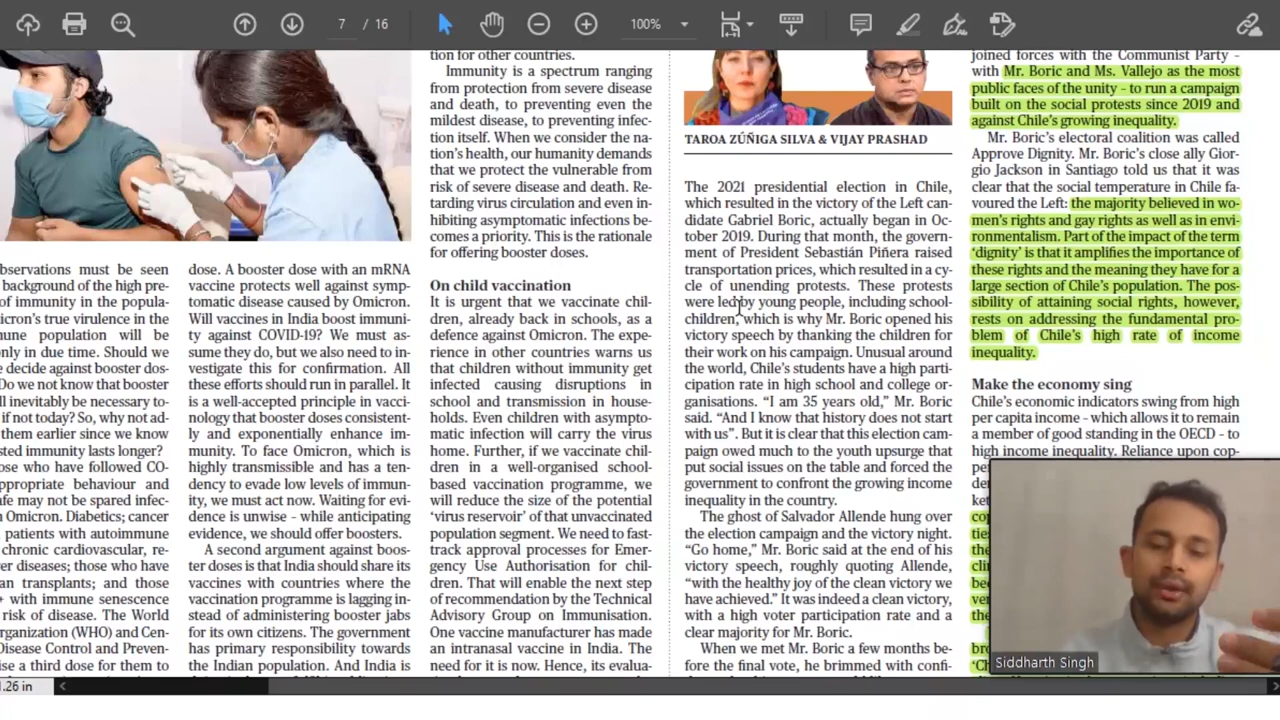 7 / 16
100%
observations must be seen
background of the high pre-
of immunity in the popula-
icron's true virulence in the
mune population will be
only in due time. Should we
decide against booster dos-
Do we not know that booster
ll inevitably be necessary to-
if not today? So, why not ad-
them earlier since we know
sted immunity lasts longer?
ose who have followed CO-
appropriate behaviour and
afe may not be spared infec-
Omicron. Diabetics; cancer
patients with autoimmune
chronic cardiovascular, re-
er diseases; those who have
an transplants; and those
+ with immune senescence
risk of disease. The World
rganization (WHO) and Cen-
Disease Control and Preven-
ise a third dose for them to
dose. A booster dose with an mRNA
vaccine protects well against symp-
tomatic disease caused by Omicron.
Will vaccines in India boost immuni-
ty against COVID-19? We must as-
sume they do, but we also need to in-
vestigate this for confirmation. All
these efforts should run in parallel. It
is a well-accepted principle in vacci-
nology that booster doses consistent-
ly and exponentially enhance im-
munity. To face Omicron, which is
highly transmissible and has a ten-
dency to evade low levels of immun-
ity, we must act now. Waiting for evi-
dence is unwise – while anticipating
evidence, we should offer boosters.
A second argument against boos-
ter doses is that India should share its
vaccines with countries where the
vaccination programme is lagging in-
stead of administering booster jabs
for its own citizens. The government
has primary responsibility towards
the Indian population. And India is
tion for other countries.
Immunity is a spectrum ranging
from protection from severe disease
and death, to preventing even the
mildest disease, to preventing infec-
tion itself. When we consider the na-
tion's health, our humanity demands
that we protect the vulnerable from
risk of severe disease and death. Re-
tarding virus circulation and even in-
hibiting asymptomatic infections be-
comes a priority. This is the rationale
for offering booster doses.
On child vaccination
It is urgent that we vaccinate chil-
dren, already back in schools, as a
defence against Omicron. The expe-
rience in other countries warns us
that children without immunity get
infected causing disruptions in
school and transmission in house-
holds. Even children with asympto-
matic infection will carry the virus
home. Further, if we vaccinate chil-
dren in a well-organised school-
based vaccination programme, we
will reduce the size of the potential
'virus reservoir' of that unvaccinated
population segment. We need to fast-
track approval processes for Emer-
gency Use Authorisation for chil-
dren. That will enable the next step
of recommendation by the Technical
Advisory Group on Immunisation.
One vaccine manufacturer has made
an intranasal vaccine in India. The
need for it is now. Hence, its evalua-
TAROA ZÚÑIGA SILVA & VIJAY PRASHAD
The 2021 presidential election in Chile,
which resulted in the victory of the Left can-
didate Gabriel Boric, actually began in Oc-
tober 2019. During that month, the govern-
ment of President Sebastián Piñera raised
transportation prices, which resulted in a cy-
cle of unending protests. These protests
were led by young people, including school-
children, which is why Mr. Boric opened his
victory speech by thanking the children for
their work on his campaign. Unusual around
the world, Chile's students have a high parti-
cipation rate in high school and college or-
ganisations. “I am 35 years old,” Mr. Boric
said. “And I know that history does not start
with us”. But it is clear that this election cam-
paign owed much to the youth upsurge that
put social issues on the table and forced the
government to confront the growing income
inequality in the country.
The ghost of Salvador Allende hung over
the election campaign and the victory night.
“Go home,” Mr. Boric said at the end of his
victory speech, roughly quoting Allende,
“with the healthy joy of the clean victory we
have achieved.” It was indeed a clean victory,
with a high voter participation rate and a
clear majority for Mr. Boric.
When we met Mr. Boric a few months be-
fore the final vote, he brimmed with confi-
joined forces with the Communist Party –
with Mr. Boric and Ms. Vallejo as the most
public faces of the unity – to run a campaign
built on the social protests since 2019 and
against Chile's growing inequality.
Mr. Boric's electoral coalition was called
Approve Dignity. Mr. Boric's close ally Gior-
gio Jackson in Santiago told us that it was
clear that the social temperature in Chile fa-
voured the Left: the majority believed in wo-
men's rights and gay rights as well as in envi-
ronmentalism. Part of the impact of the term
‘dignity’ is that it amplifies the importance of
these rights and the meaning they have for a
large section of Chile's population. The pos-
sibility of attaining social rights, however,
rests on addressing the fundamental pro-
blem of Chile's high rate of income
inequality.
Make the economy sing
Chile's economic indicators swing from high
per capita income – which allows it to remain
a member of good standing in the OECD – to
high income inequality. Reliance upon cop-
Siddharth Singh
1.26 in